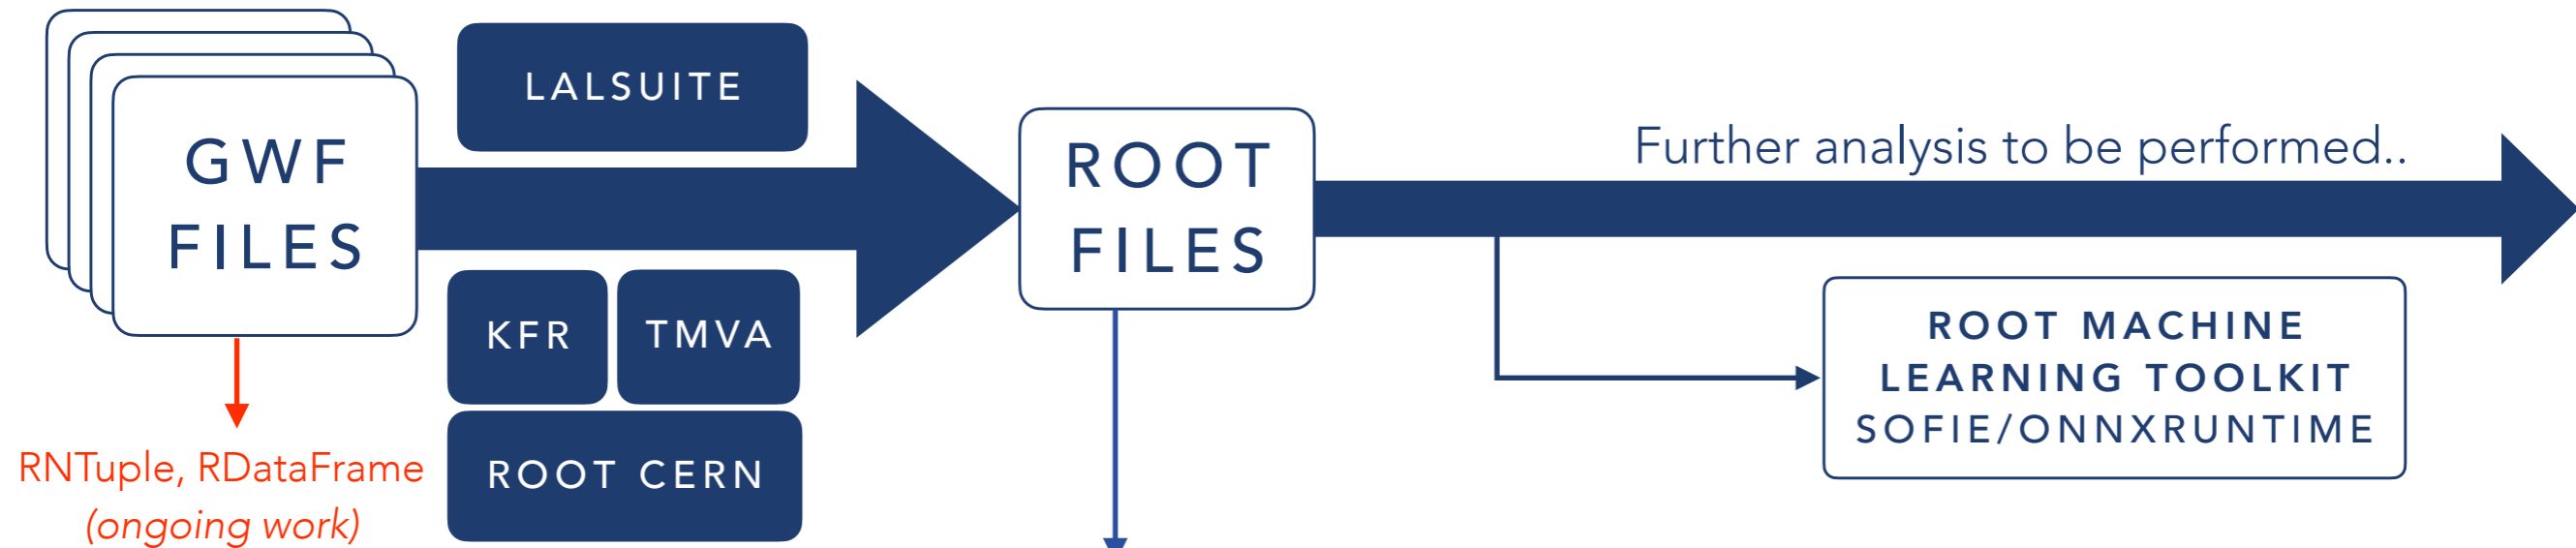 GWF
FILES
RNTuple, RDataFrame
(ongoing work)
LALSUITE
KFR
TMVA
ROOT CERN
ROOT
FILES
Further analysis to be performed..
ROOT MACHINE
LEARNING TOOLKIT
SOFIE/ONNXRUNTIME